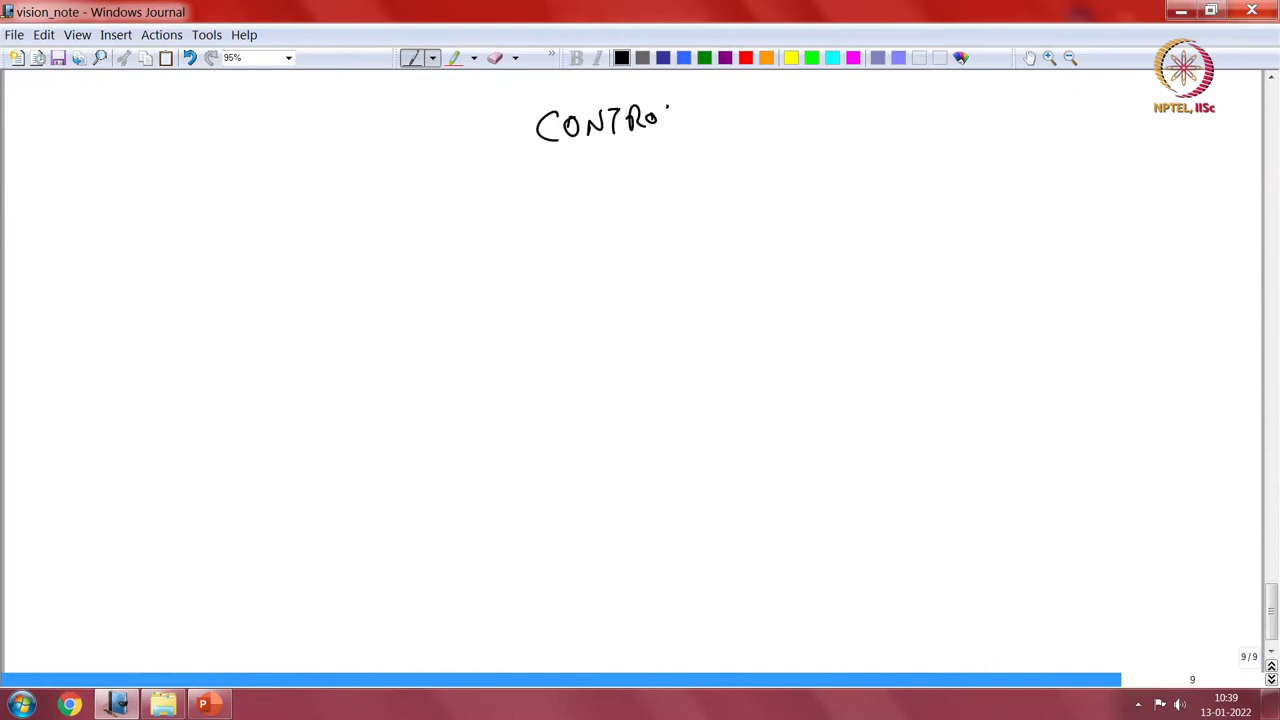 vision_note - Windows Journal
File Edit View Insert Actions Tools Help
95%
NPTEL, IISc
CONTRO
9/9
9
10:39
13-01-2022